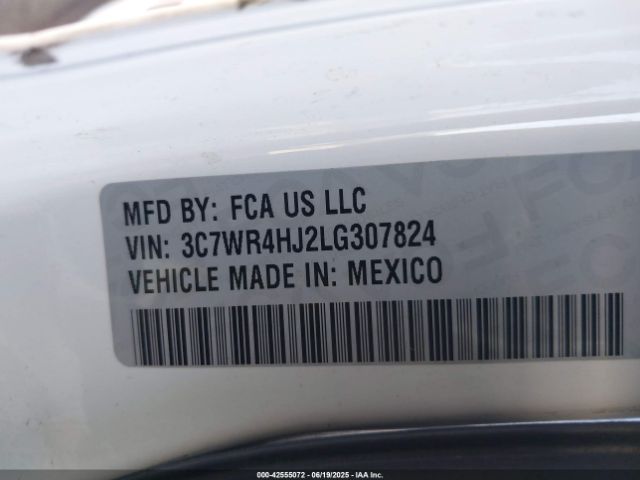 MFD BY: FCA US LLC
VIN: 3C7WR4HJ2LG307824
VEHICLE MADE IN: MEXICO
000-42555072 - 06/19/2025 - IAA Inc.